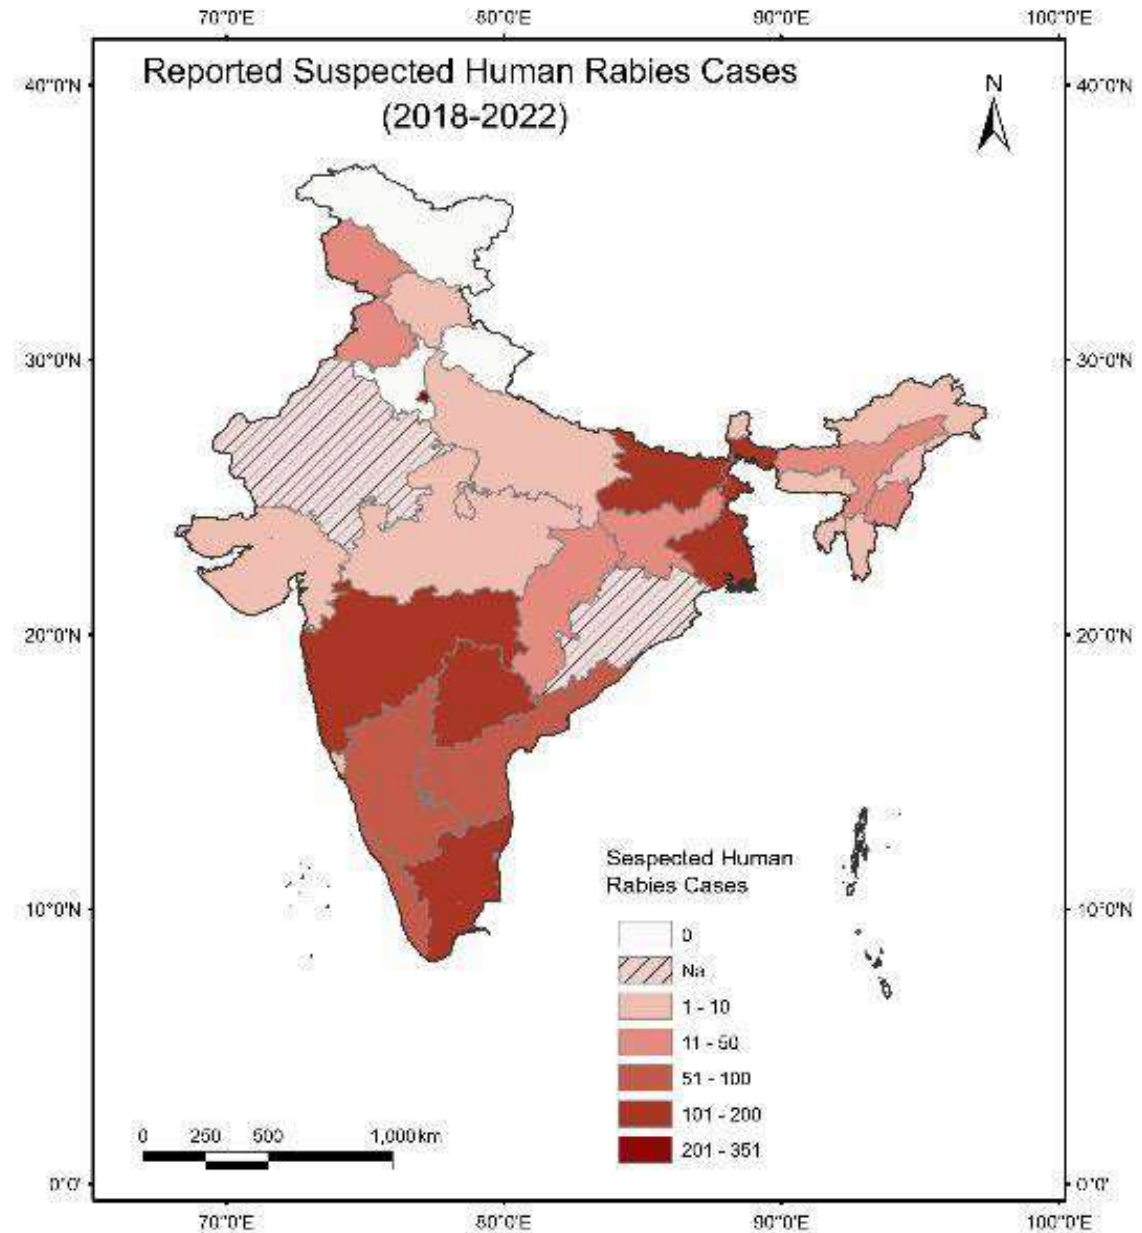 70°0'E 80°0'E 90°0'E 100°0'E
Reported Suspected Human Rabies Cases
(2018-2022)
N
40°0'N 40°0'N
30°0'N 30°0'N
20°0'N 20°0'N
10°0'N 10°0'N
0°0' 0°0'
Sespected Human
Rabies Cases
0
Na
1 - 10
11 - 50
51 - 100
101 - 200
201 - 351
0 250 500 1,000 km
70°0'E 80°0'E 90°0'E 100°0'E